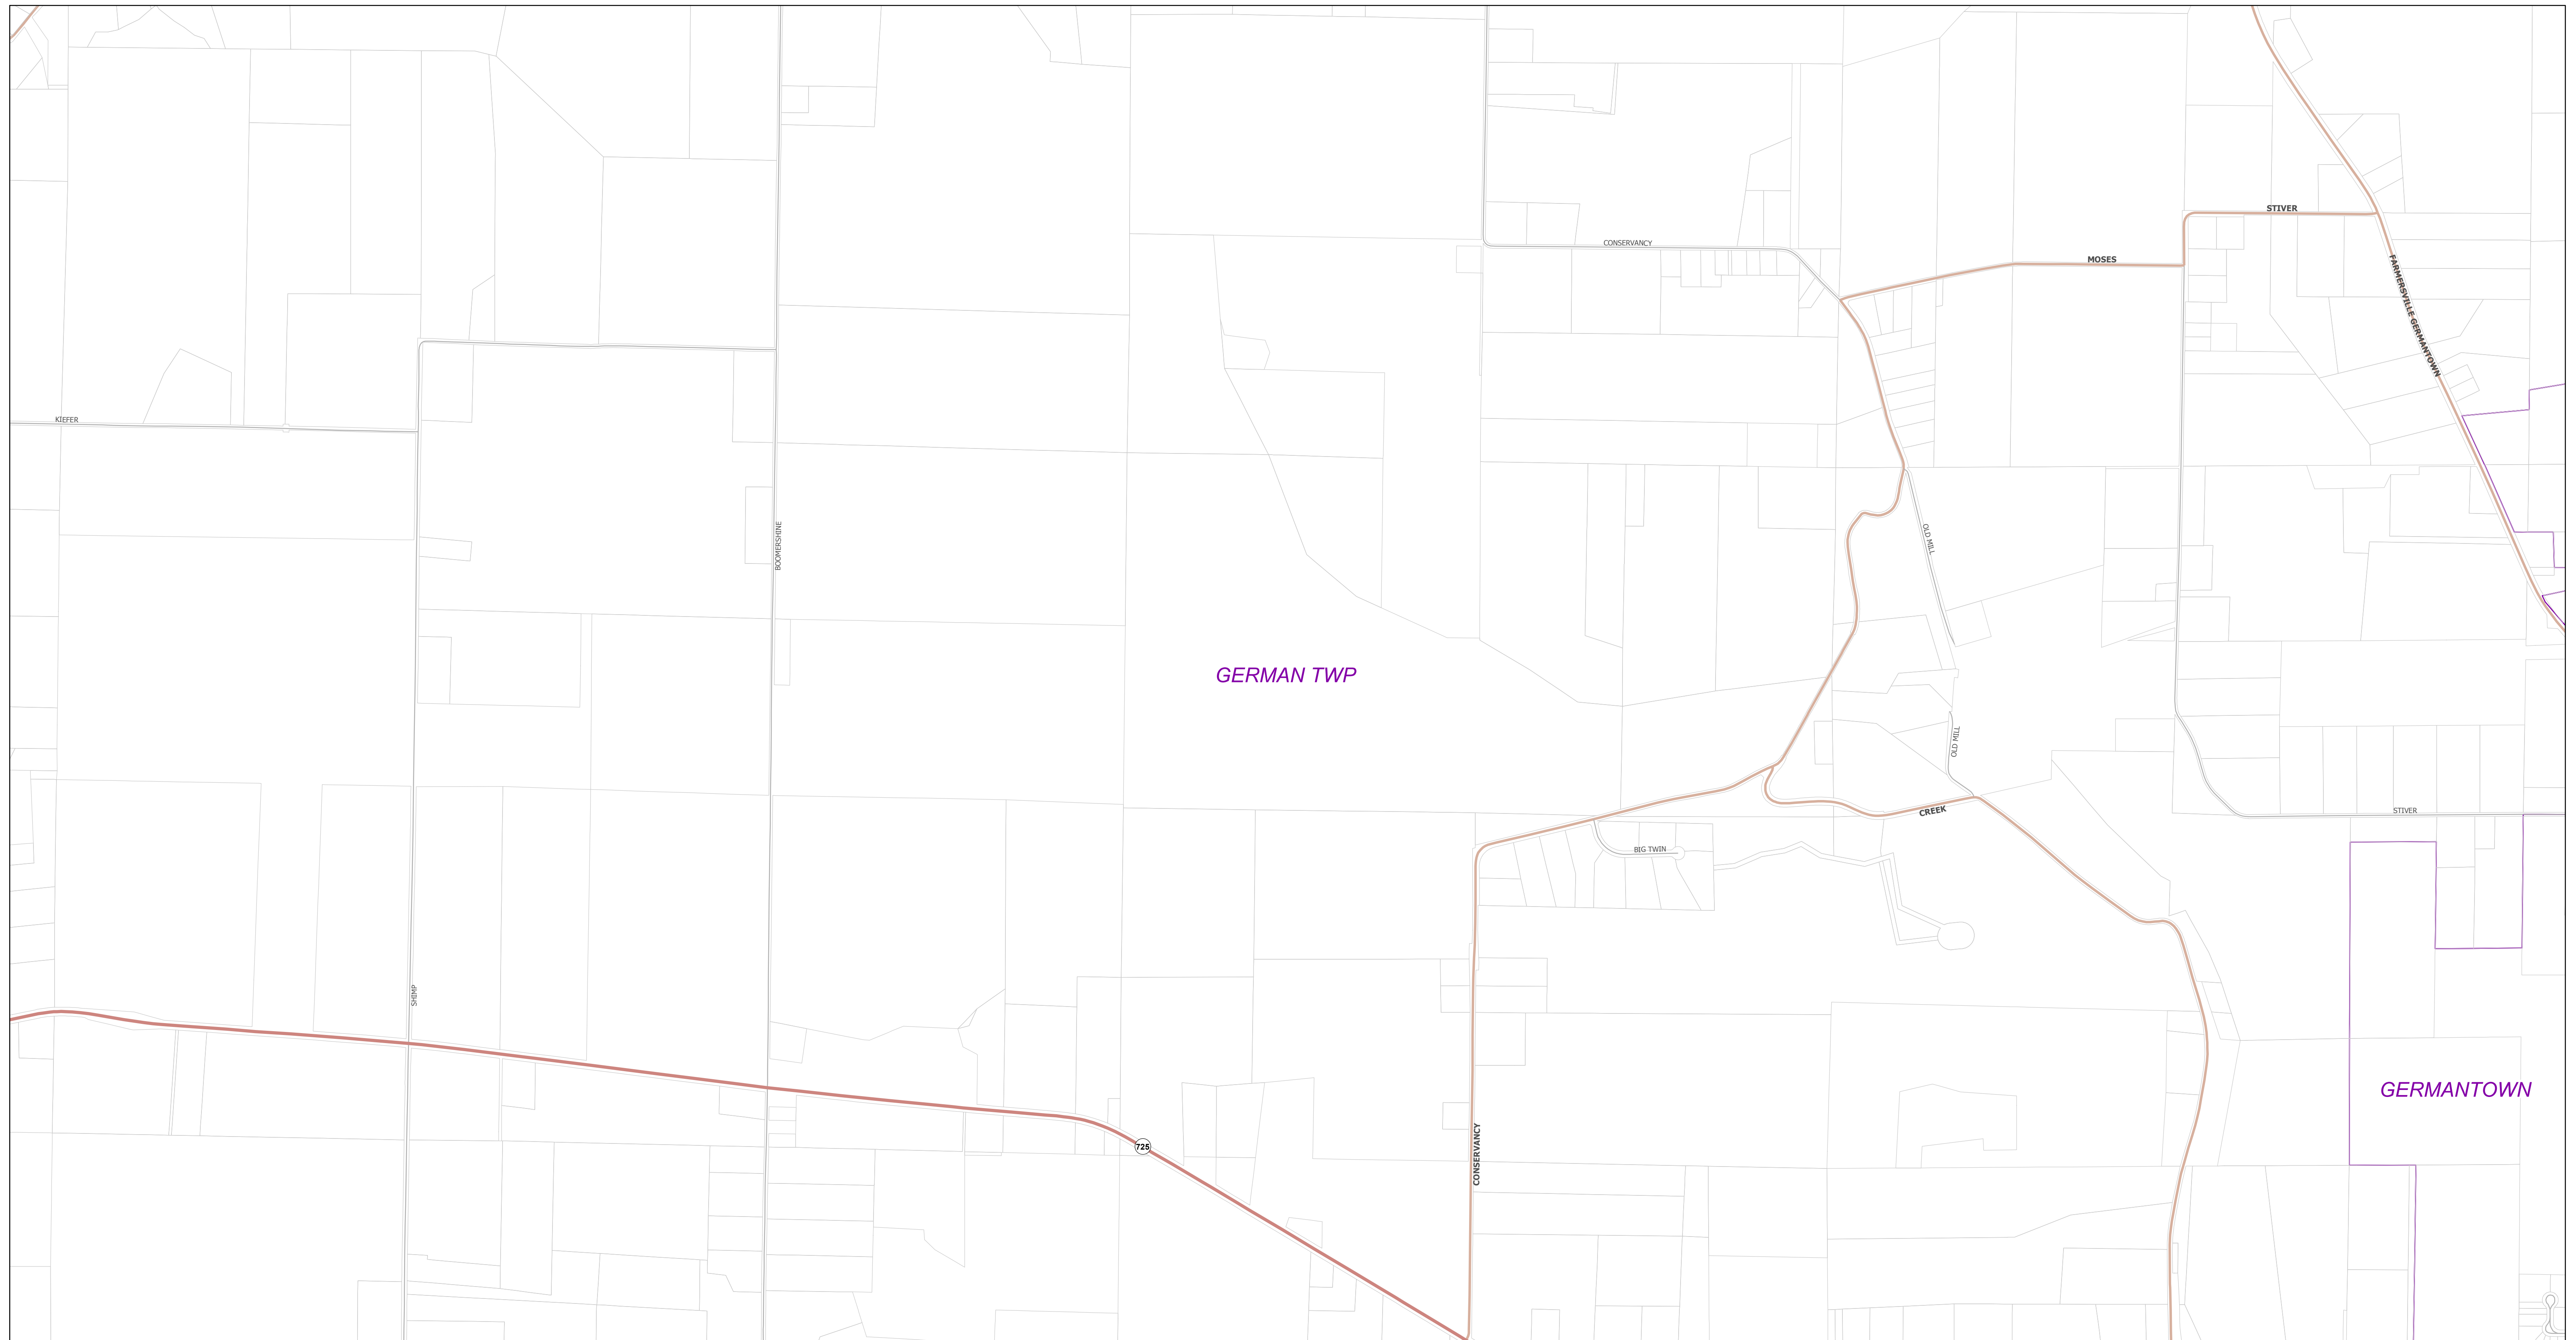 STIVER
CONSERVANCY
MOSES
FARMERSVILLE GERMANTOWN
KIEFER
BOOMERSHINE
OLD MILL
GERMAN TWP
OLD MILL
CREEK
STIVER
BIG TWIN
SHIMP
GERMANTOWN
725
CONSERVANCY